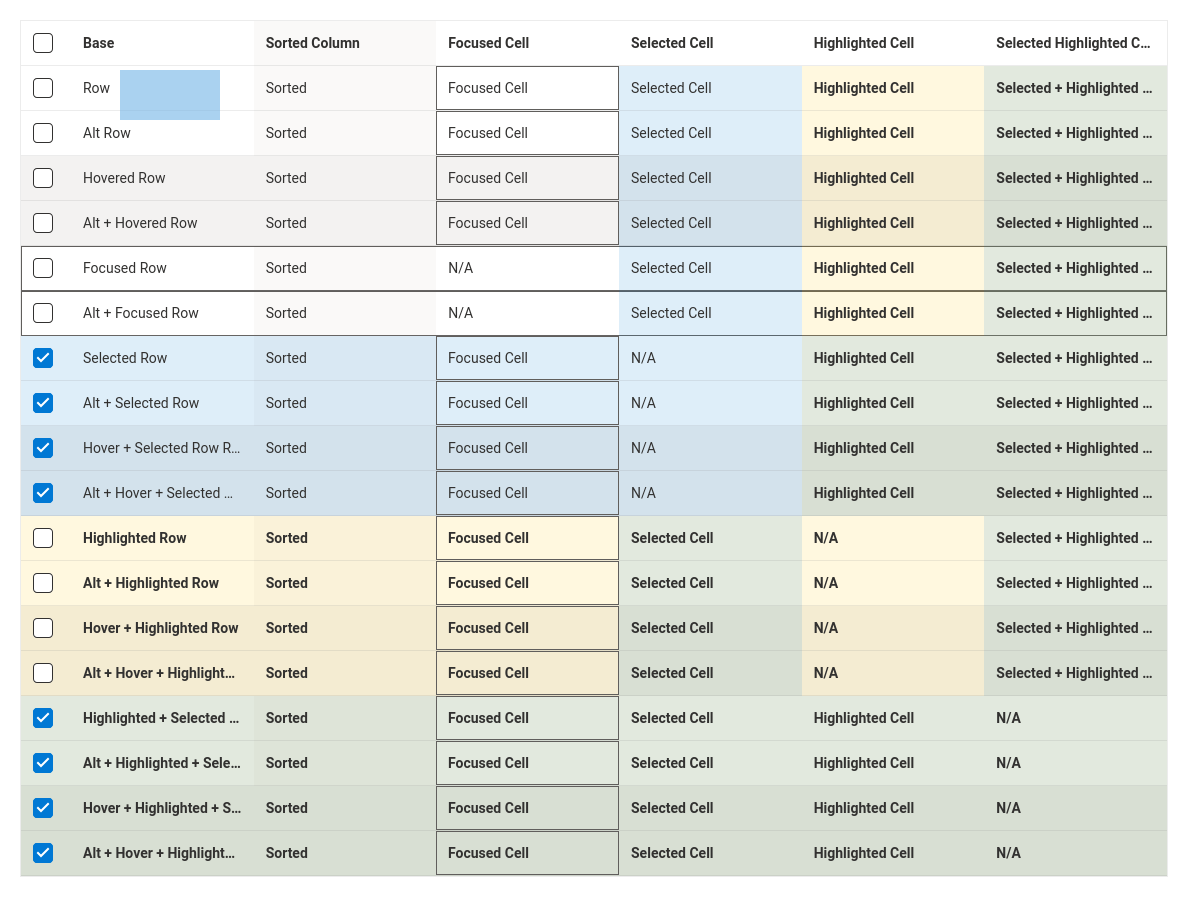 Base Sorted Column Focused Cell Selected Cell Highlighted Cell Selected Highlighted C...
Row Sorted Focused Cell Selected Cell Highlighted Cell Selected + Highlighted ...
Alt Row Sorted Focused Cell Selected Cell Highlighted Cell Selected + Highlighted ...
Hovered Row Sorted Focused Cell Selected Cell Highlighted Cell Selected + Highlighted ...
Alt + Hovered Row Sorted Focused Cell Selected Cell Highlighted Cell Selected + Highlighted ...
Focused Row Sorted N/A Selected Cell Highlighted Cell Selected + Highlighted ...
Alt + Focused Row Sorted N/A Selected Cell Highlighted Cell Selected + Highlighted ...
Selected Row Sorted Focused Cell N/A Highlighted Cell Selected + Highlighted ...
Alt + Selected Row Sorted Focused Cell N/A Highlighted Cell Selected + Highlighted ...
Hover + Selected Row R... Sorted Focused Cell N/A Highlighted Cell Selected + Highlighted ...
Alt + Hover + Selected ... Sorted Focused Cell N/A Highlighted Cell Selected + Highlighted ...
Highlighted Row Sorted Focused Cell Selected Cell N/A Selected + Highlighted ...
Alt + Highlighted Row Sorted Focused Cell Selected Cell N/A Selected + Highlighted ...
Hover + Highlighted Row Sorted Focused Cell Selected Cell N/A Selected + Highlighted ...
Alt + Hover + Highlight... Sorted Focused Cell Selected Cell N/A Selected + Highlighted ...
Highlighted + Selected ... Sorted Focused Cell Selected Cell Highlighted Cell N/A
Alt + Highlighted + Sele... Sorted Focused Cell Selected Cell Highlighted Cell N/A
Hover + Highlighted + S... Sorted Focused Cell Selected Cell Highlighted Cell N/A
Alt + Hover + Highlight... Sorted Focused Cell Selected Cell Highlighted Cell N/A